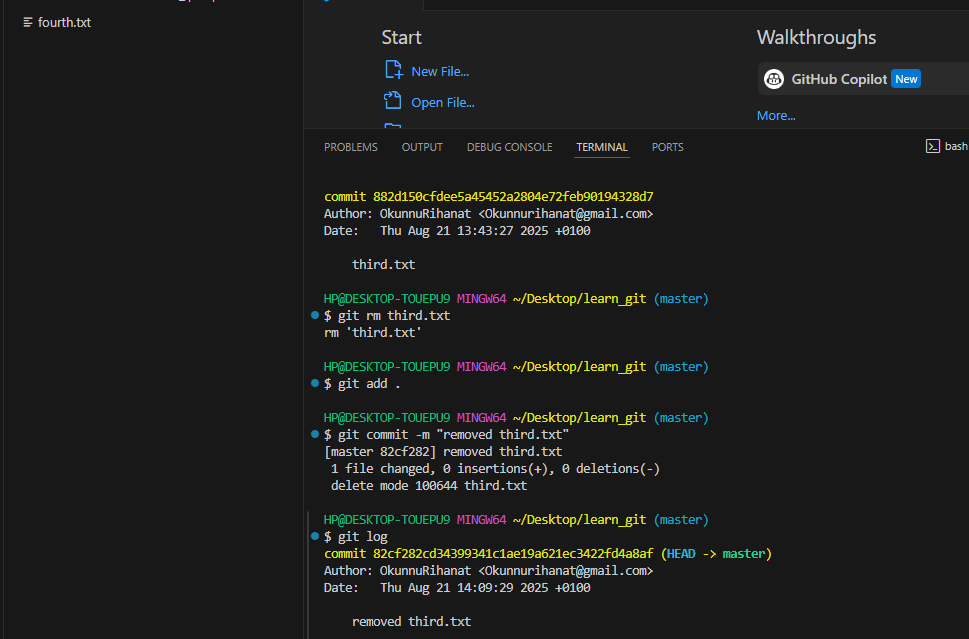 fourth.txt
Start
New File...
Open File...
Walkthroughs
GitHub Copilot New
More...
PROBLEMS OUTPUT DEBUG CONSOLE TERMINAL PORTS
bash
commit 882d150cfdee5a45452a2804e72feb90194328d7
Author: OkunnuRihanat <Okunnurihanat@gmail.com>
Date:   Thu Aug 21 13:43:27 2025 +0100
third.txt
HP@DESKTOP-TOUEPU9 MINGW64 ~/Desktop/learn_git (master)
$ git rm third.txt
rm 'third.txt'
HP@DESKTOP-TOUEPU9 MINGW64 ~/Desktop/learn_git (master)
$ git add .
HP@DESKTOP-TOUEPU9 MINGW64 ~/Desktop/learn_git (master)
$ git commit -m "removed third.txt"
[master 82cf282] removed third.txt
1 file changed, 0 insertions(+), 0 deletions(-)
delete mode 100644 third.txt
HP@DESKTOP-TOUEPU9 MINGW64 ~/Desktop/learn_git (master)
$ git log
commit 82cf282cd34399341c1ae19a621ec3422fd4a8af (HEAD -> master)
Author: OkunnuRihanat <Okunnurihanat@gmail.com>
Date:   Thu Aug 21 14:09:29 2025 +0100
removed third.txt